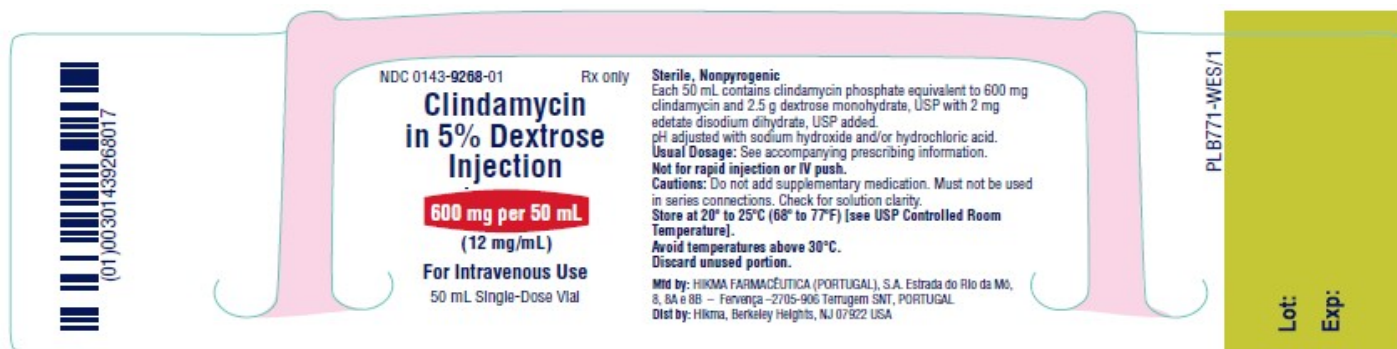 (01)00301439268017
NDC 0143-9268-01 Rx only
Clindamycin
in 5% Dextrose
Injection
600 mg per 50 mL
(12 mg/mL)
For Intravenous Use
50 mL Single-Dose Vial
Sterile, Nonpyrogenic
Each 50 mL contains clindamycin phosphate equivalent to 600 mg
clindamycin and 2.5 g dextrose monohydrate, USP with 2 mg
edetate disodium dihydrate, USP added.
pH adjusted with sodium hydroxide and/or hydrochloric acid.
Usual Dosage: See accompanying prescribing information.
Not for rapid injection or IV push.
Cautions: Do not add supplementary medication. Must not be used
in series connections. Check for solution clarity.
Store at 20° to 25°C (68° to 77°F) [see USP Controlled Room
Temperature].
Avoid temperatures above 30°C.
Discard unused portion.
Mfd by: HIKMA FARMACÊUTICA (PORTUGAL), S.A. Estrada do Rio da Mó,
8, 8A e 8B – Fervença –2705-906 Terrugem SNT, PORTUGAL
Dist by: Hikma, Berkeley Heights, NJ 07922 USA
PLB771-WES/1
Lot:
Exp: